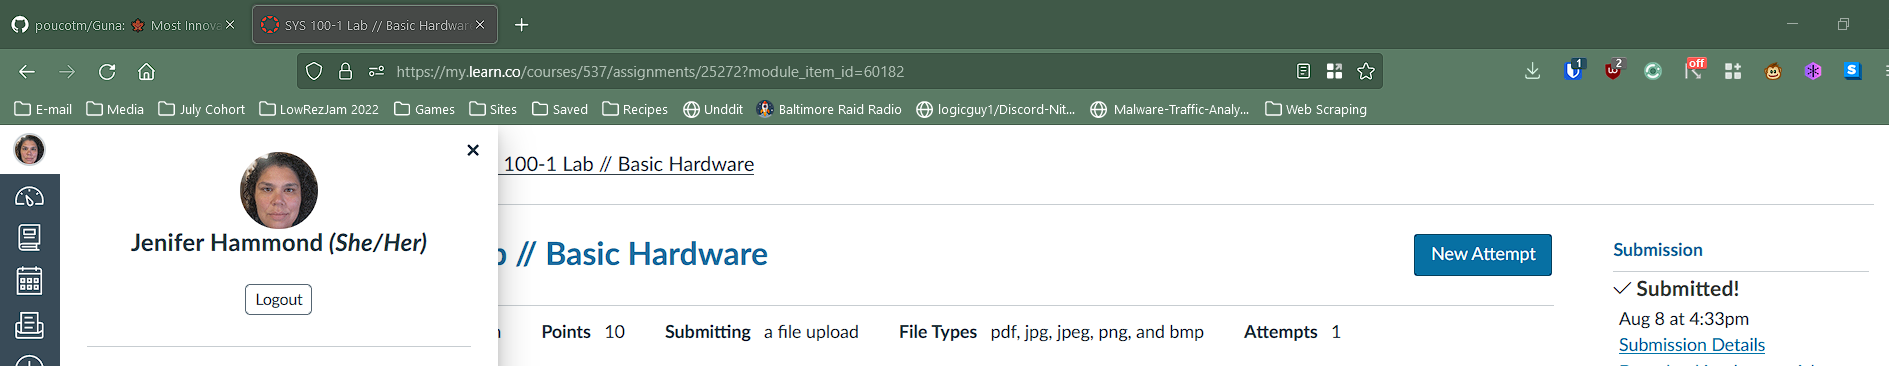 poucotm/Guna: Most Innova
SYS 100-1 Lab // Basic Hardware
https://my.learn.co/courses/537/assignments/25272?module_item_id=60182
off
1
2
E-mail Media July Cohort LowRezJam 2022 Games Sites Saved Recipes Unddit Baltimore Raid Radio logicguy1/Discord-Nit... Malware-Traffic-Analy... Web Scraping
100-1 Lab // Basic Hardware
Jenifer Hammond (She/Her)
Logout
b // Basic Hardware
New Attempt
Points 10 Submitting a file upload File Types pdf, jpg, jpeg, png, and bmp Attempts 1
Submission
Submitted!
Aug 8 at 4:33pm
Submission Details